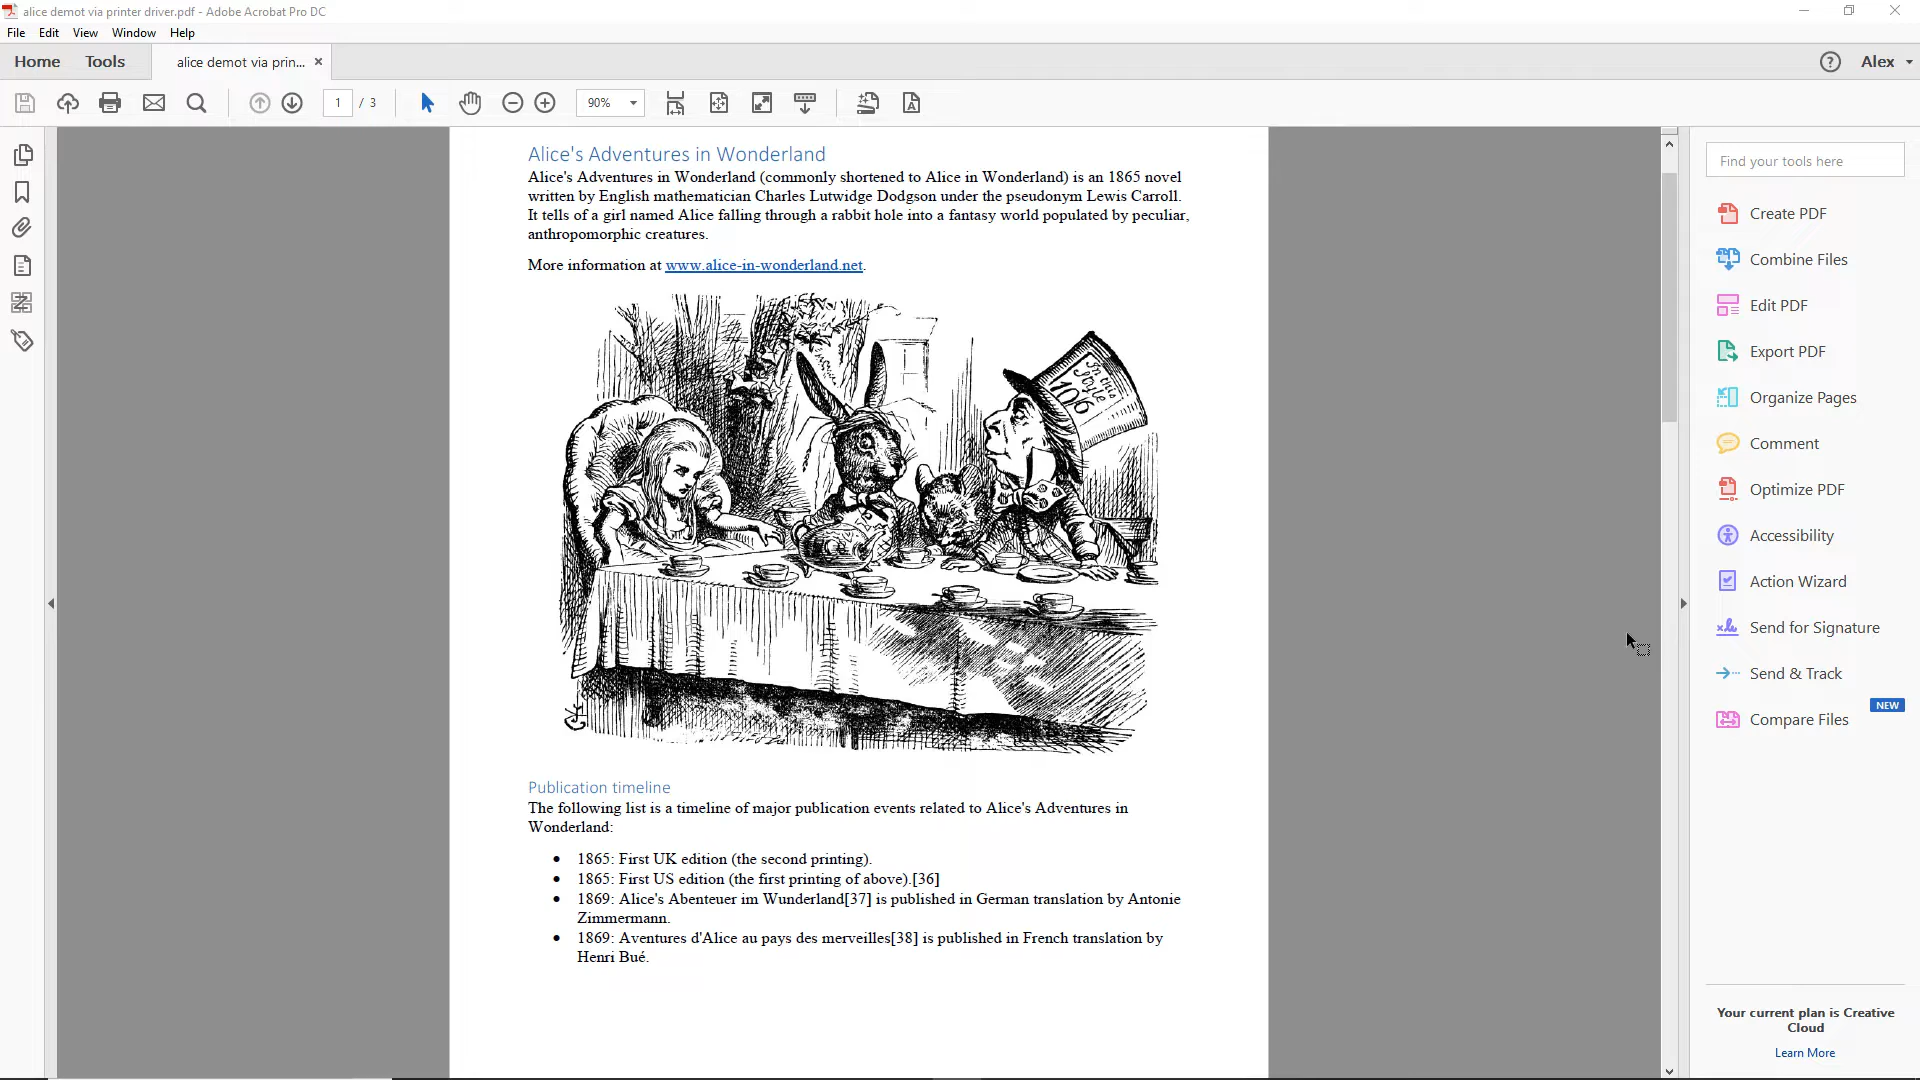 alice demot via printer driver.pdf - Adobe Acrobat Pro DC
File Edit View Window Help
Home Tools alice demot via prin... Alex
1 / 3 90%
Find your tools here
Create PDF
Combine Files
Edit PDF
Export PDF
Organize Pages
Comment
Optimize PDF
Accessibility
Action Wizard
Send for Signature
Send & Track
NEW
Compare Files
Your current plan is Creative
Cloud
Learn More
Alice's Adventures in Wonderland
Alice's Adventures in Wonderland (commonly shortened to Alice in Wonderland) is an 1865 novel
written by English mathematician Charles Lutwidge Dodgson under the pseudonym Lewis Carroll.
It tells of a girl named Alice falling through a rabbit hole into a fantasy world populated by peculiar,
anthropomorphic creatures.
More information at www.alice-in-wonderland.net.
In this
Style
10/6
Publication timeline
The following list is a timeline of major publication events related to Alice's Adventures in
Wonderland:
• 1865: First UK edition (the second printing).
• 1865: First US edition (the first printing of above).[36]
• 1869: Alice's Abenteuer im Wunderland[37] is published in German translation by Antonie
Zimmermann.
• 1869: Aventures d'Alice au pays des merveilles[38] is published in French translation by
Henri Bué.